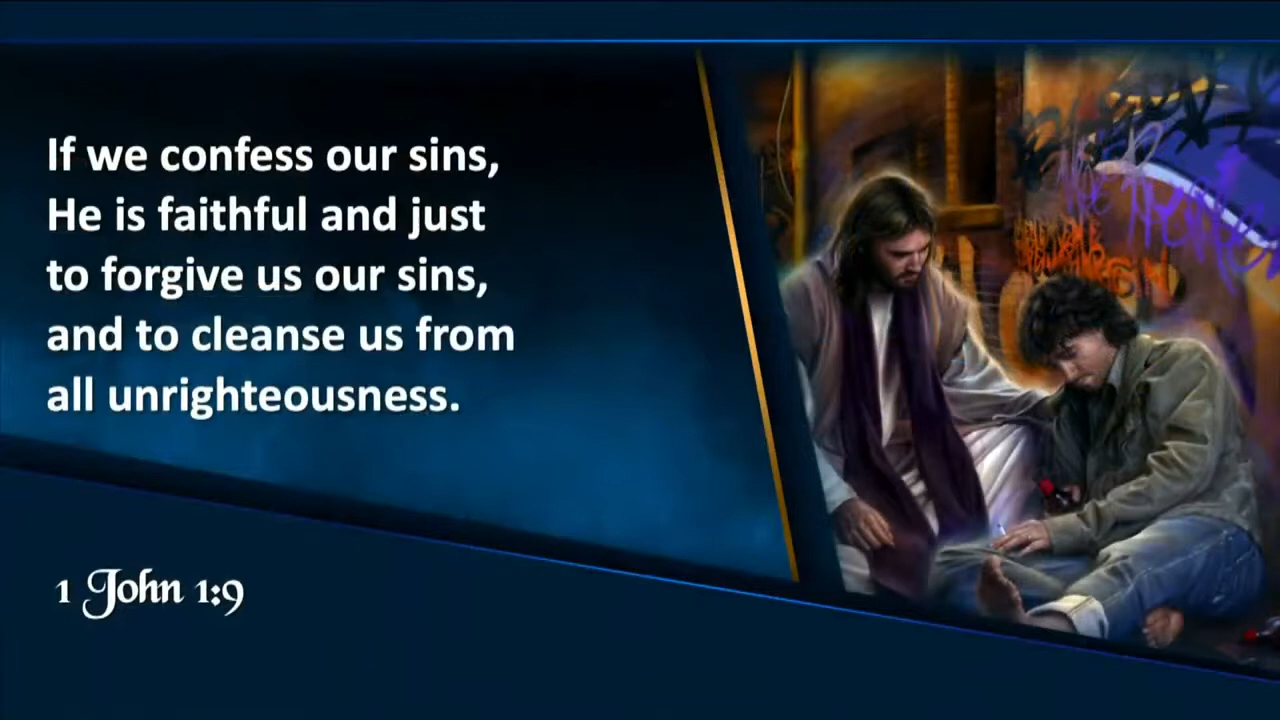 If we confess our sins,
He is faithful and just
to forgive us our sins,
and to cleanse us from
all unrighteousness.
1 John 1:9